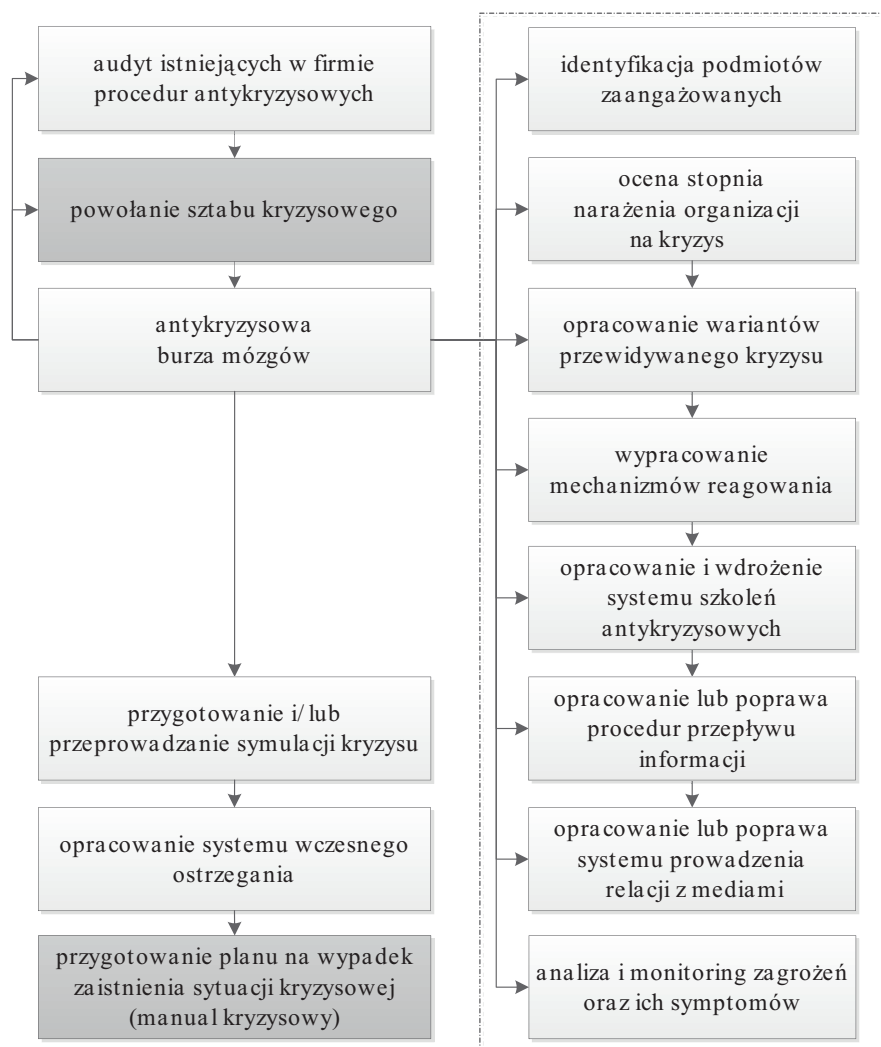 audyt istniejących w firmie
procedur antykryzysowych
powołanie sztabu kryzysowego
antykryzysowa
burza mózgów
przygotowanie i/lub
przeprowadzanie symulacji kryzysu
opracowanie systemu wczesnego
ostrzegania
przygotowanie planu na wypadek
zaistnienia sytuacji kryzysowej
(manual kryzysowy)
identyfikacja podmiotów
zaangażowanych
ocena stopnia
narażenia organizacji
na kryzys
opracowanie wariantów
przewidywanego kryzysu
wypracowanie
mechanizmów reagowania
opracowanie i wdrożenie
systemu szkoleń
antykryzysowych
opracowanie lub poprawa
procedur przepływu
informacji
opracowanie lub poprawa
systemu prowadzenia
relacji z mediami
analiza i monitoring zagrożeń
oraz ich symptomów